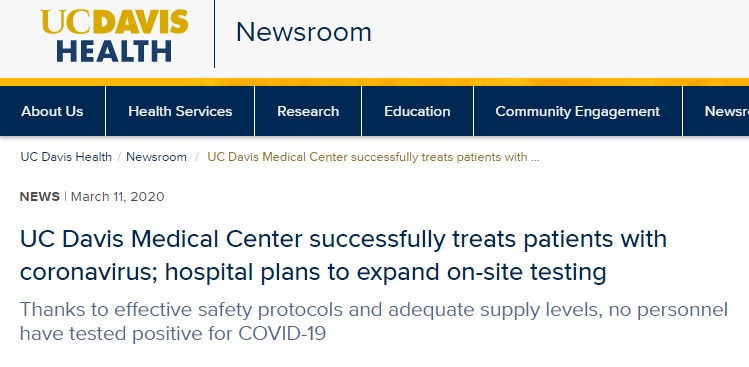 UCDAVIS
HEALTH
Newsroom
About Us Health Services Research Education Community Engagement Newsr
UC Davis Health / Newsroom / UC Davis Medical Center successfully treats patients with ...
NEWS | March 11, 2020
UC Davis Medical Center successfully treats patients with
coronavirus; hospital plans to expand on-site testing
Thanks to effective safety protocols and adequate supply levels, no personnel
have tested positive for COVID-19